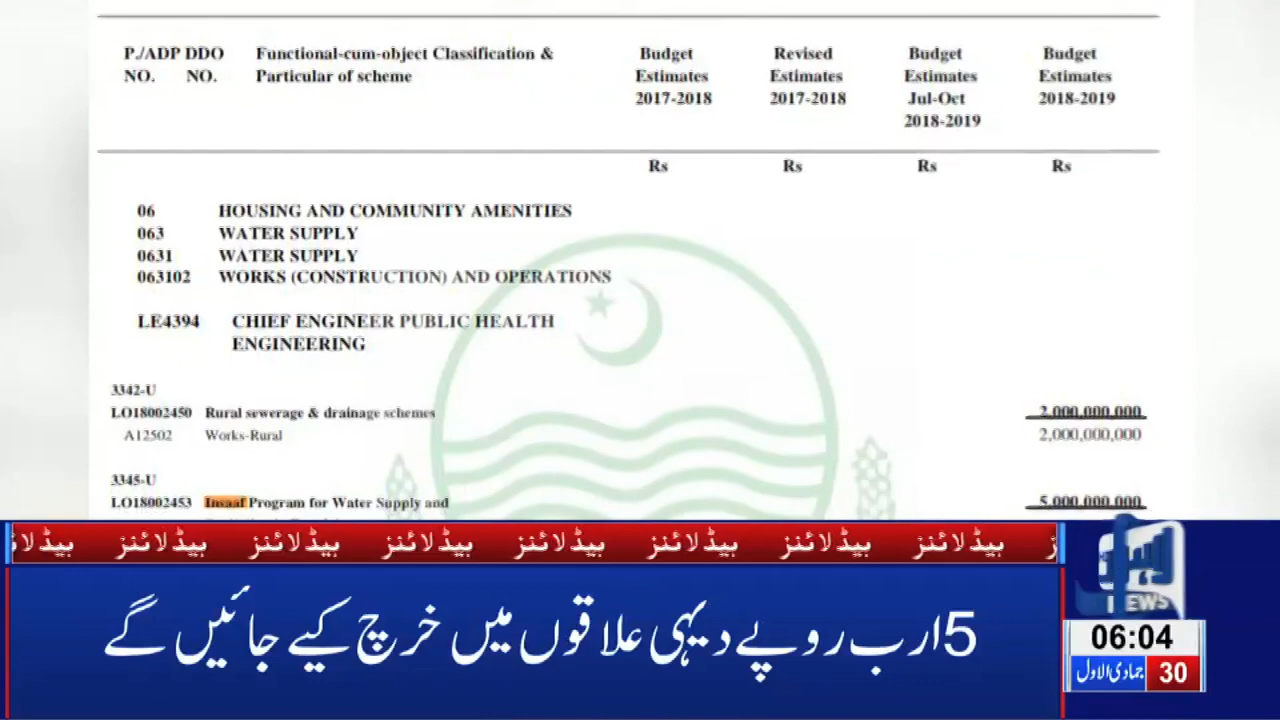 P./ADP DDO Functional-cum-object Classification & Budget Revised Budget Budget
NO. NO. Particular of scheme Estimates Estimates Estimates Estimates
2017-2018 2017-2018 Jul-Oct 2018-2019
2018-2019
Rs Rs Rs Rs
06 HOUSING AND COMMUNITY AMENITIES
063 WATER SUPPLY
0631 WATER SUPPLY
063102 WORKS (CONSTRUCTION) AND OPERATIONS
LE4394 CHIEF ENGINEER PUBLIC HEALTH
ENGINEERING
3342-U
LO18002450 Rural sewerage & drainage schemes 2,000,000,000
A12502 Works-Rural 2,000,000,000
3345-U
LO18002453 Insaaf Program for Water Supply and 5,000,000,000
ہیڈلائنز ہیڈلائنز ہیڈلائنز ہیڈلائنز ہیڈلائنز ہیڈلائنز ہیڈلائنز
5 ارب روپے دیہی علاقوں میں خرچ کیے جائیں گے
NEWS
06:04
30 جمادی الاول